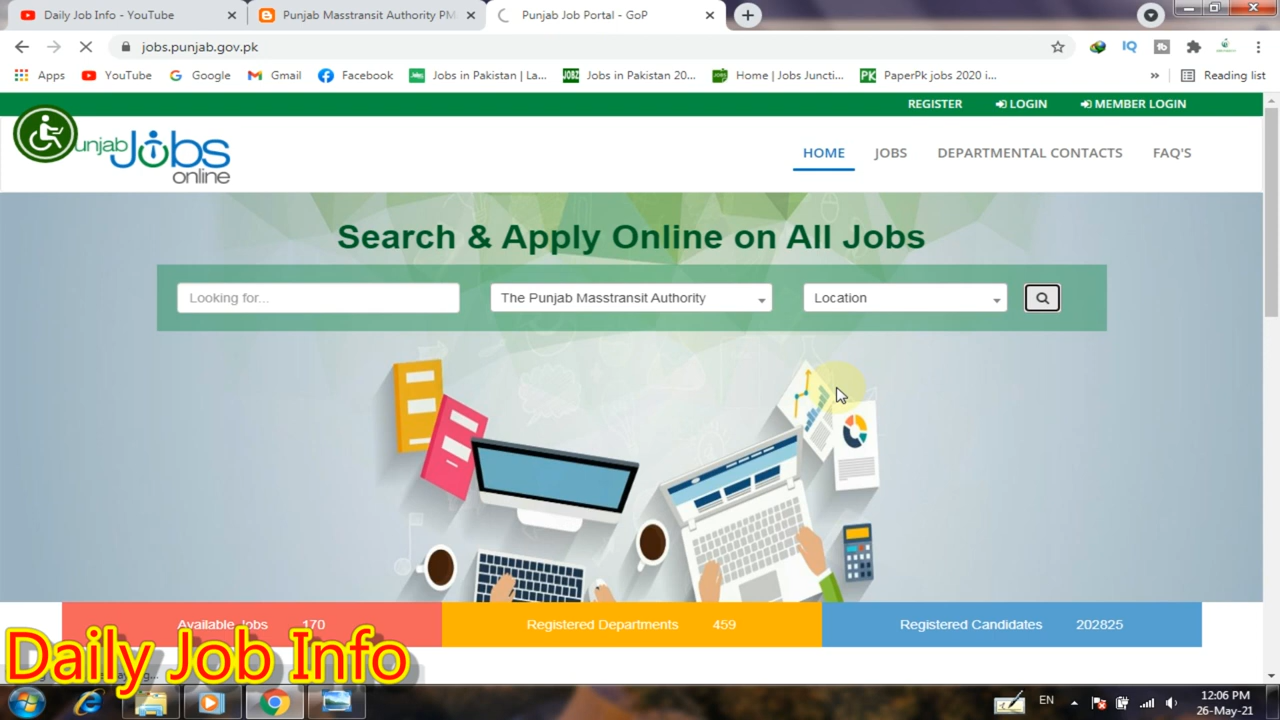 Daily Job Info - YouTube
Punjab Masstransit Authority PM
Punjab Job Portal - GoP
jobs.punjab.gov.pk
Apps YouTube Google Gmail Facebook Jobs in Pakistan | La... Jobs in Pakistan 20... Home | Jobs Juncti... PaperPk jobs 2020 i... » Reading list
REGISTER LOGIN MEMBER LOGIN
unjab Jobs
online
HOME JOBS DEPARTMENTAL CONTACTS FAQ'S
Search & Apply Online on All Jobs
Looking for... The Punjab Masstransit Authority Location
Available Jobs 170 Registered Departments 459 Registered Candidates 202825
Daily Job Info
EN 12:06 PM
26-May-21